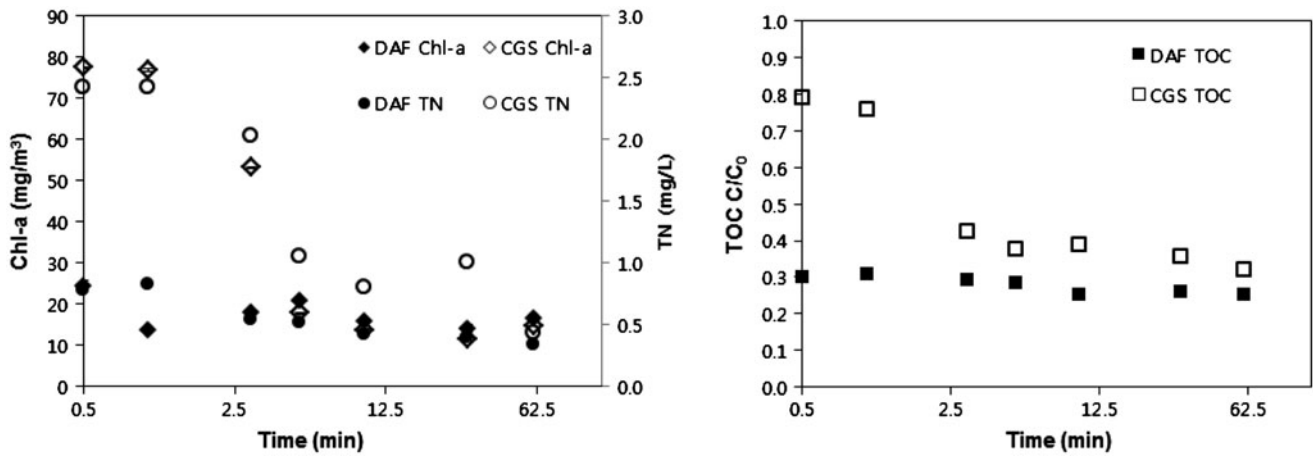 90
80
70
60
50
40
30
20
10
0
Chl-a (mg/m³)
3.0
2.5
2.0
1.5
1.0
0.5
0.0
TN (mg/L)
DAF Chl-a
CGS Chl-a
DAF TN
CGS TN
0.5 2.5 12.5 62.5
Time (min)
1.0
0.9
0.8
0.7
0.6
0.5
0.4
0.3
0.2
0.1
0.0
TOC C/C₀
DAF TOC
CGS TOC
0.5 2.5 12.5 62.5
Time (min)